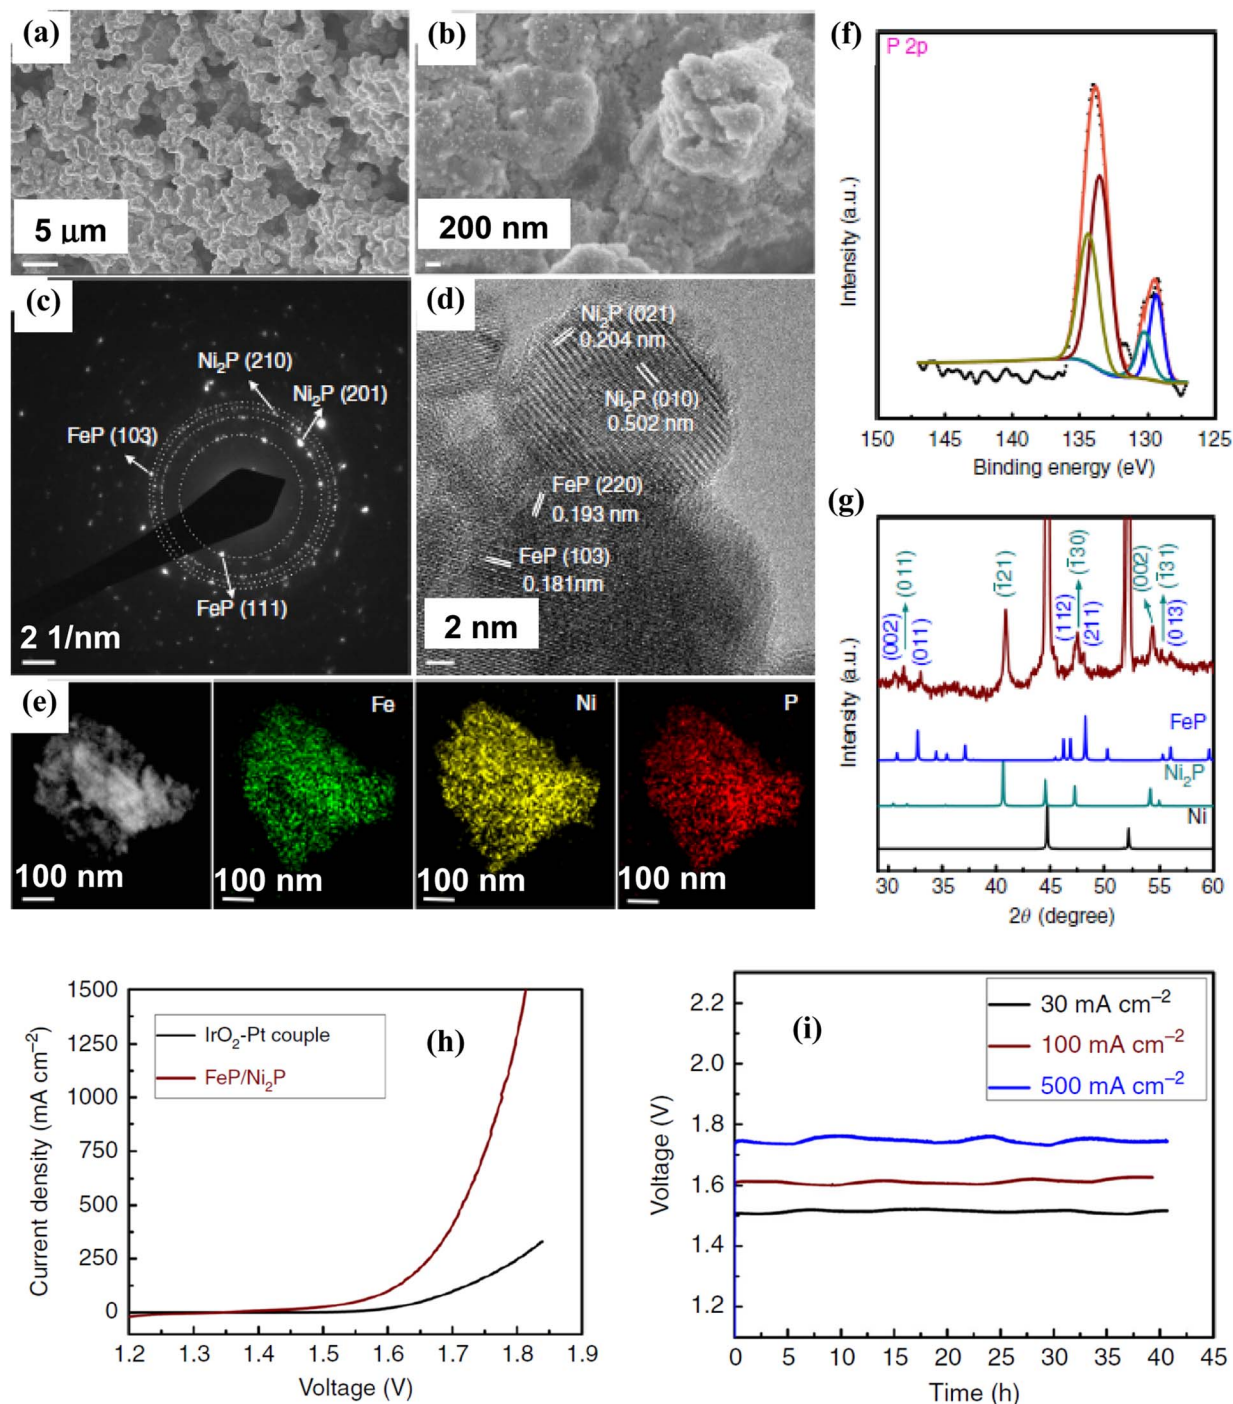 (a)
5 μm
(b)
200 nm
(c)
Ni₂P (210)
Ni₂P (201)
FeP (103)
FeP (111)
2 1/nm
(d)
Ni₂P (021)
0.204 nm
Ni₂P (010)
0.502 nm
FeP (220)
0.193 nm
FeP (103)
0.181nm
2 nm
(e)
Fe
Ni
P
100 nm
100 nm
100 nm
100 nm
(f)
P 2p
Intensity (a.u.)
150 145 140 135 130 125
Binding energy (eV)
(g)
(002)
(011)
(011)
(1̄21)
(112)
(1̄30)
(211)
(002)
(1̄31)
(013)
FeP
Ni₂P
Ni
Intensity (a.u.)
30 35 40 45 50 55 60
2θ (degree)
(h)
IrO₂-Pt couple
FeP/Ni₂P
Current density (mA cm⁻²)
1500
1250
1000
750
500
250
0
1.2 1.3 1.4 1.5 1.6 1.7 1.8 1.9
Voltage (V)
(i)
30 mA cm⁻²
100 mA cm⁻²
500 mA cm⁻²
Voltage (V)
2.2
2.0
1.8
1.6
1.4
1.2
0 5 10 15 20 25 30 35 40 45
Time (h)